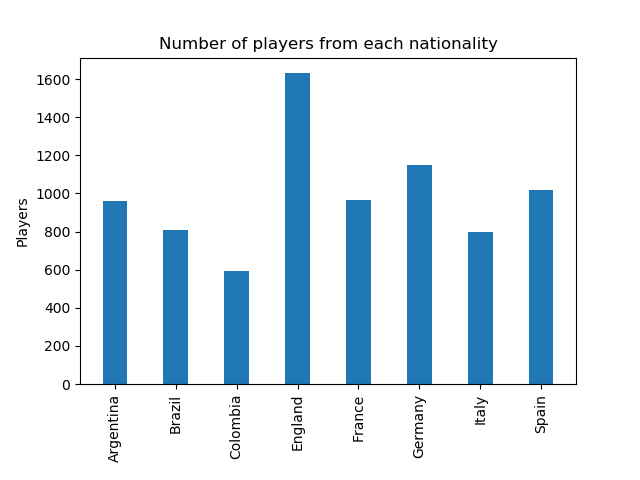 Number of players from each nationality
Players
1600
1400
1200
1000
800
600
400
200
0
Argentina
Brazil
Colombia
England
France
Germany
Italy
Spain